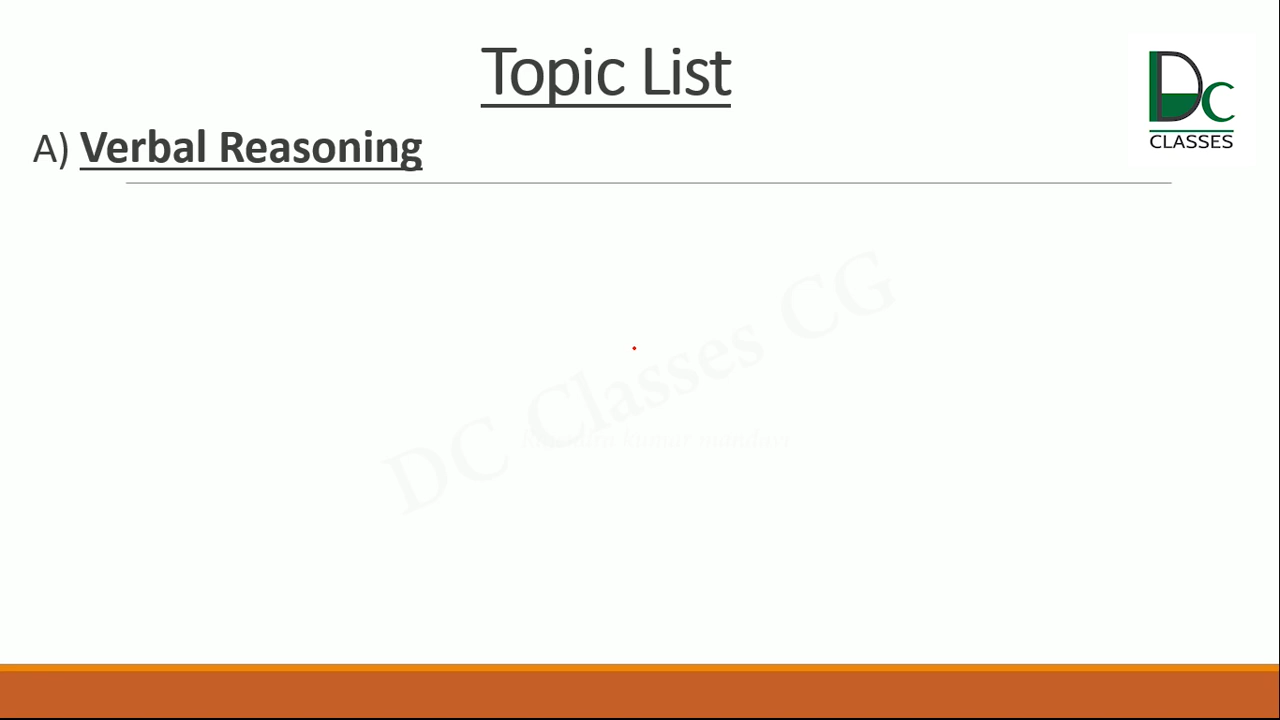 Topic List
DC
CLASSES
A) Verbal Reasoning
DC Classes CG